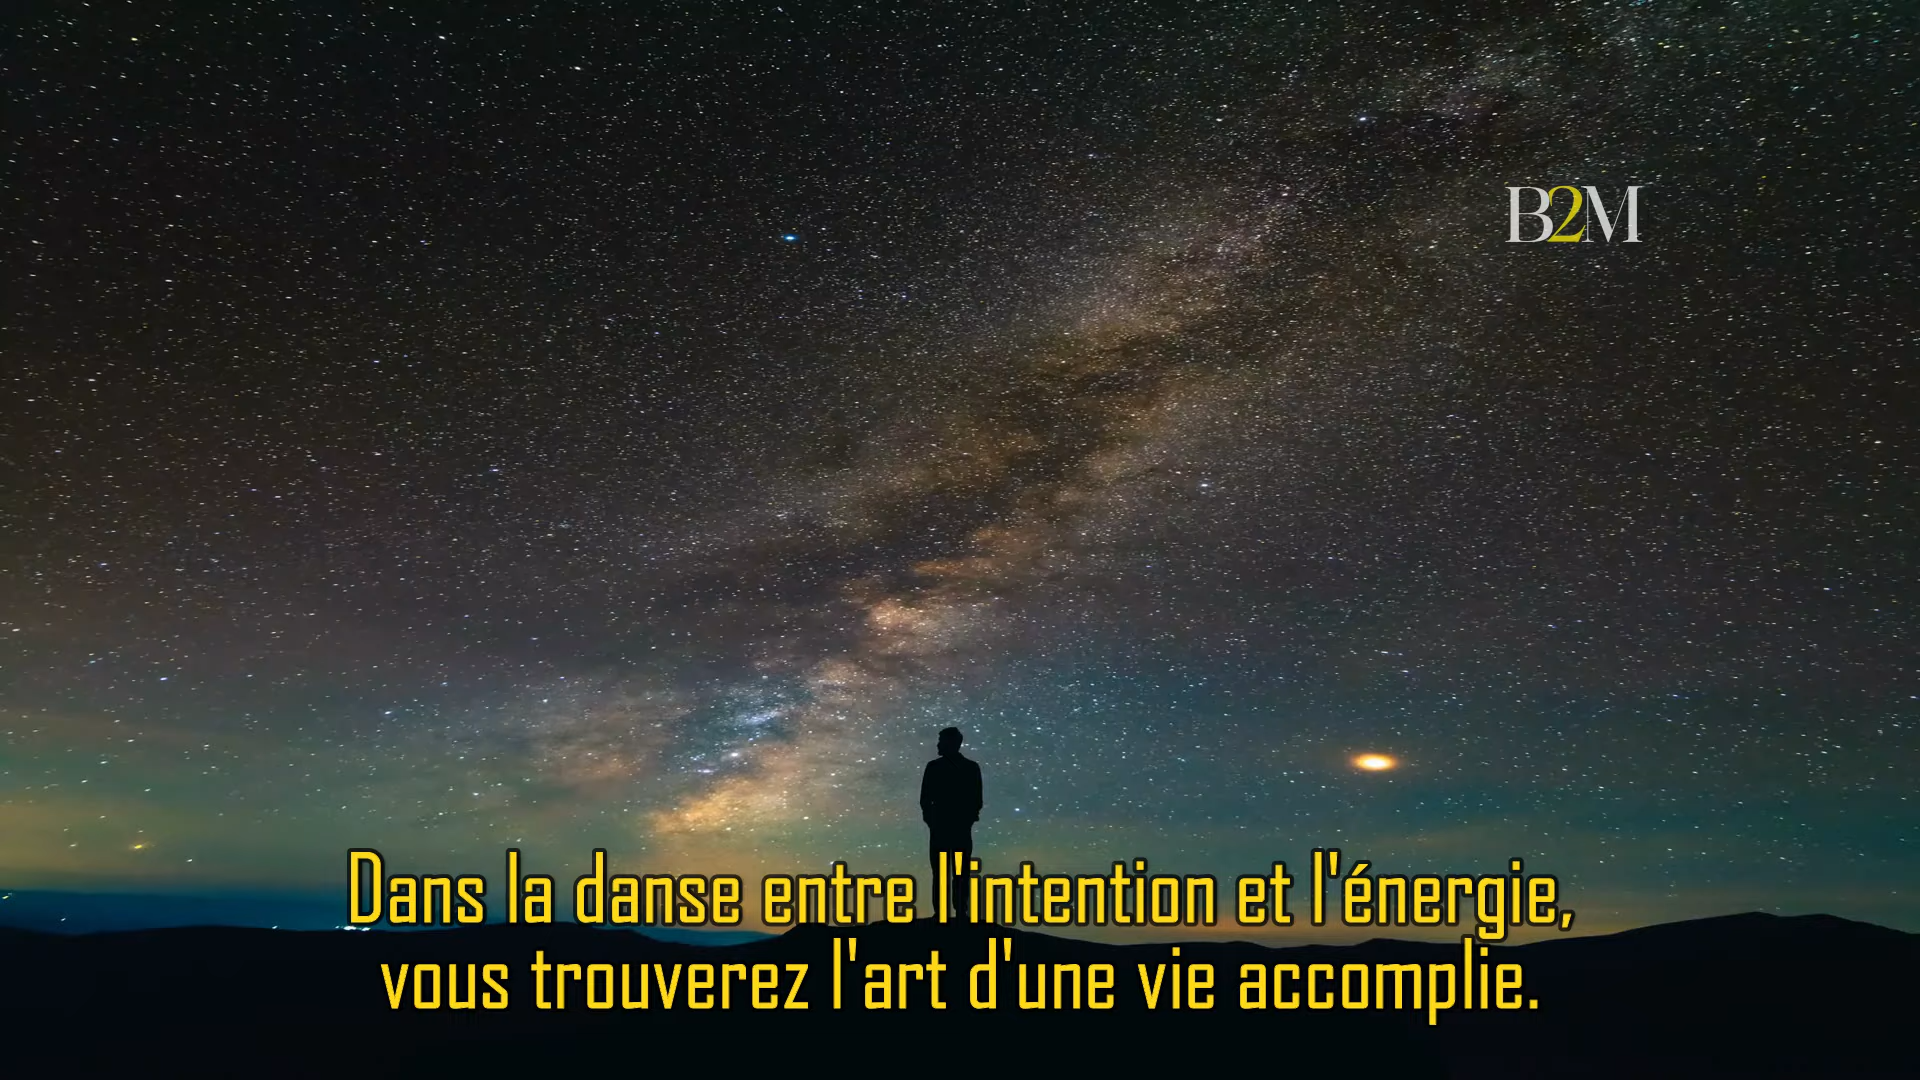 B2M
Dans la danse entre l'intention et l'énergie,
vous trouverez l'art d'une vie accomplie.